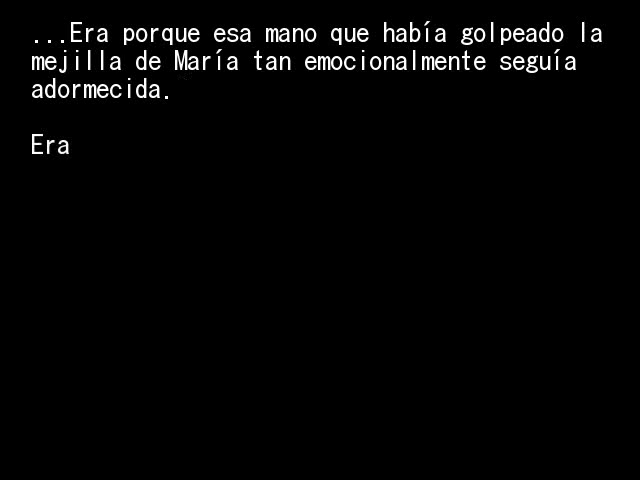 ...Era porque esa mano que había golpeado la
mejilla de María tan emocionalmente seguía
adormecida.
Era